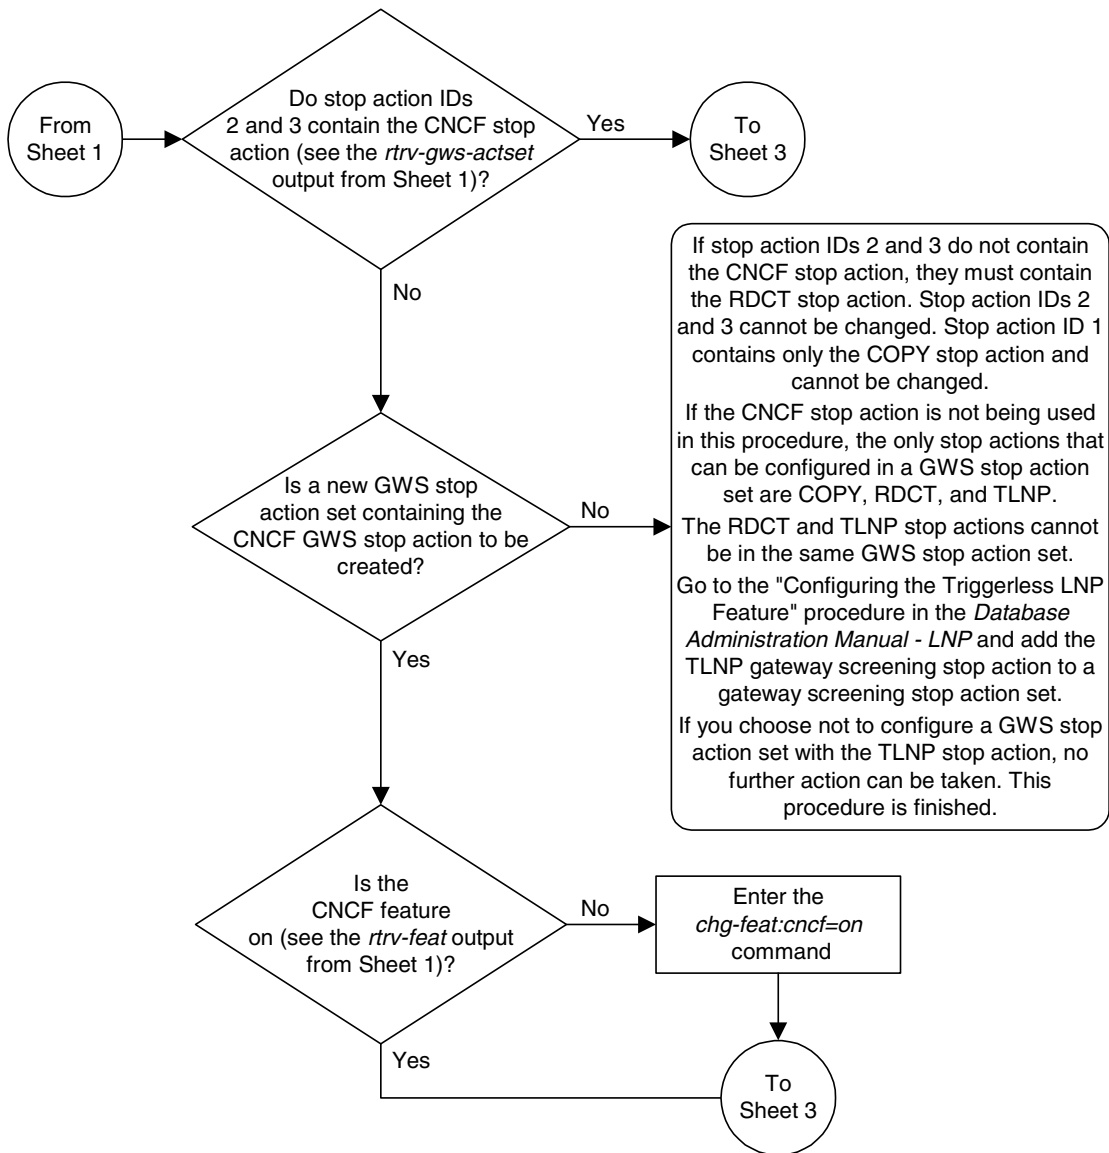 From
Sheet 1
Do stop action IDs
2 and 3 contain the CNCF stop
action (see the rtrv-gws-actset
output from Sheet 1)?
Yes
To
Sheet 3
No
If stop action IDs 2 and 3 do not contain
the CNCF stop action, they must contain
the RDCT stop action. Stop action IDs 2
and 3 cannot be changed. Stop action ID 1
contains only the COPY stop action and
cannot be changed.
If the CNCF stop action is not being used
in this procedure, the only stop actions that
can be configured in a GWS stop action
set are COPY, RDCT, and TLNP.
The RDCT and TLNP stop actions cannot
be in the same GWS stop action set.
Go to the "Configuring the Triggerless LNP
Feature" procedure in the Database
Administration Manual - LNP and add the
TLNP gateway screening stop action to a
gateway screening stop action set.
If you choose not to configure a GWS stop
action set with the TLNP stop action, no
further action can be taken. This
procedure is finished.
Is a new GWS stop
action set containing the
CNCF GWS stop action to be
created?
No
Yes
Is the
CNCF feature
on (see the rtrv-feat output
from Sheet 1)?
No
Enter the
chg-feat:cncf=on
command
Yes
To
Sheet 3